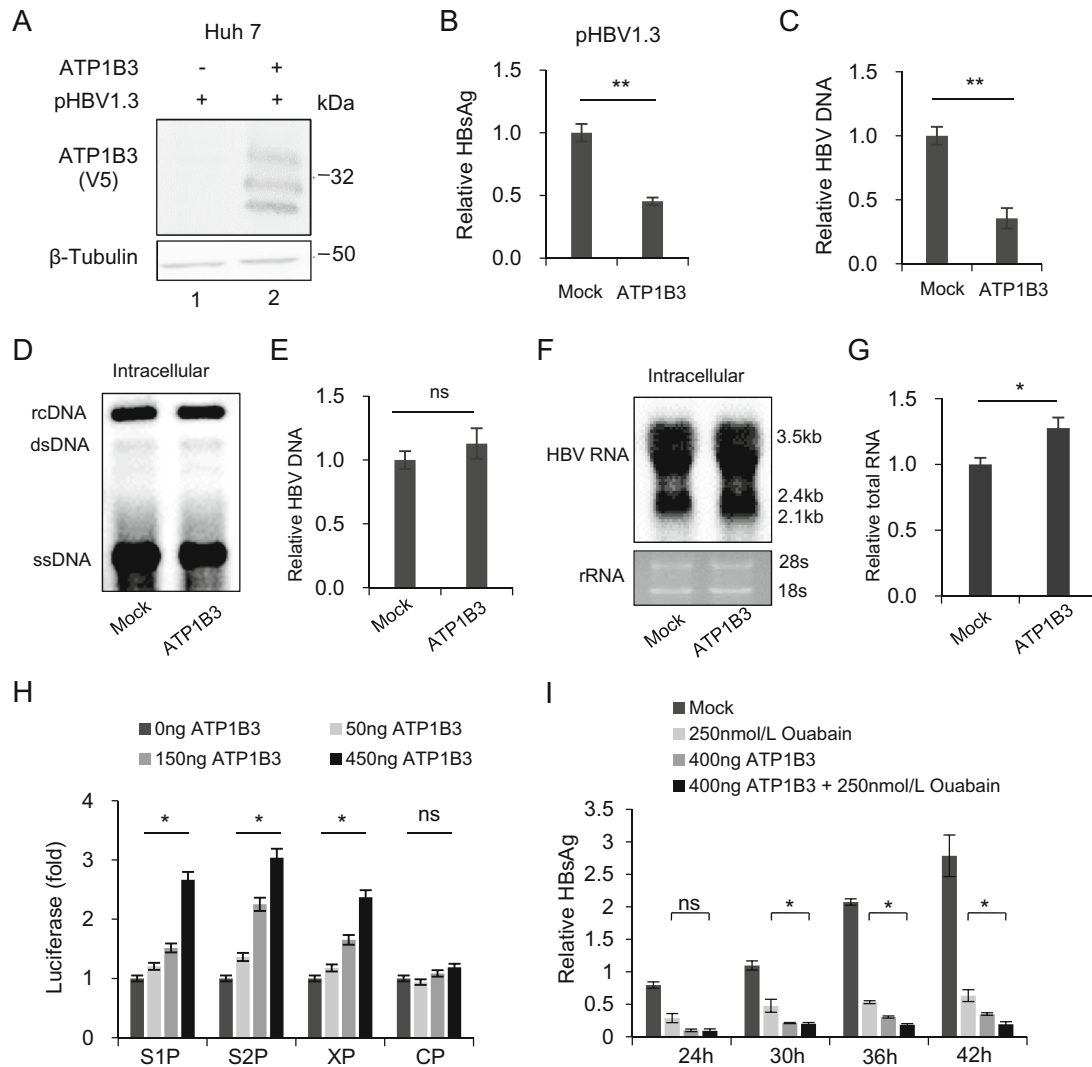 A
Huh 7
ATP1B3 - +
pHBV1.3 + + kDa
ATP1B3
(V5)
–32
β-Tubulin
–50
1 2
B
pHBV1.3
Relative HBsAg
1.5
**
1.0
0.5
0.0
Mock ATP1B3
C
Relative HBV DNA
1.5
**
1.0
0.5
0.0
Mock ATP1B3
D
Intracellular
rcDNA
dsDNA
ssDNA
Mock ATP1B3
E
Relative HBV DNA
1.5
ns
1.0
0.5
0.0
Mock ATP1B3
F
Intracellular
HBV RNA
3.5kb
2.4kb
2.1kb
rRNA
28s
18s
Mock ATP1B3
G
Relative total RNA
1.5
*
1.0
0.5
0.0
Mock ATP1B3
H
0ng ATP1B3 50ng ATP1B3
150ng ATP1B3 450ng ATP1B3
Luciferase (fold)
4
3
2
1
0
* * * ns
S1P S2P XP CP
I
Mock
250nmol/L Ouabain
400ng ATP1B3
400ng ATP1B3 + 250nmol/L Ouabain
Relative HBsAg
3.5
3
2.5
2
1.5
1
0.5
0
ns * * *
24h 30h 36h 42h